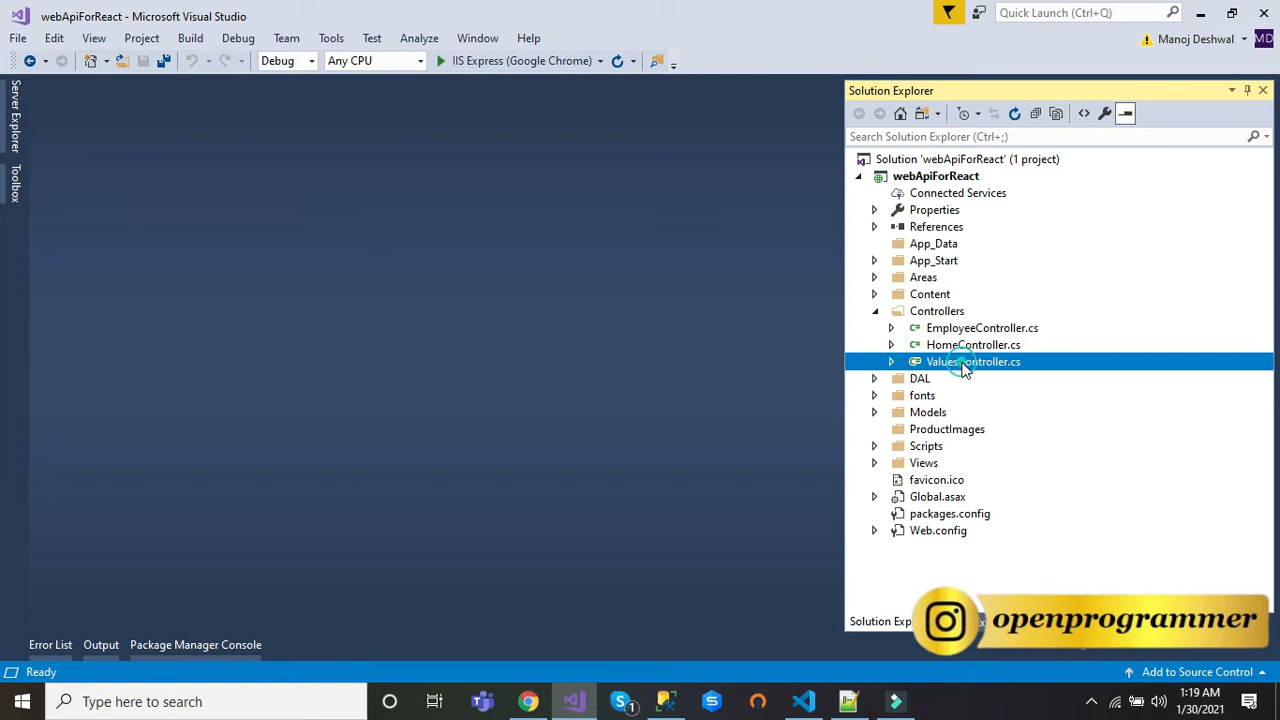 webApiForReact - Microsoft Visual Studio
Quick Launch (Ctrl+Q)
File Edit View Project Build Debug Team Tools Test Analyze Window Help
Manoj Deshwal MD
Debug Any CPU IIS Express (Google Chrome)
Server Explorer
Toolbox
Solution Explorer
Search Solution Explorer (Ctrl+;)
Solution 'webApiForReact' (1 project)
webApiForReact
Connected Services
Properties
References
App_Data
App_Start
Areas
Content
Controllers
EmployeeController.cs
HomeController.cs
ValuesController.cs
DAL
fonts
Models
ProductImages
Scripts
Views
favicon.ico
Global.asax
packages.config
Web.config
Solution Exp
openprogrammer
Error List Output Package Manager Console
Ready
Add to Source Control
Type here to search
1
1:19 AM
1/30/2021